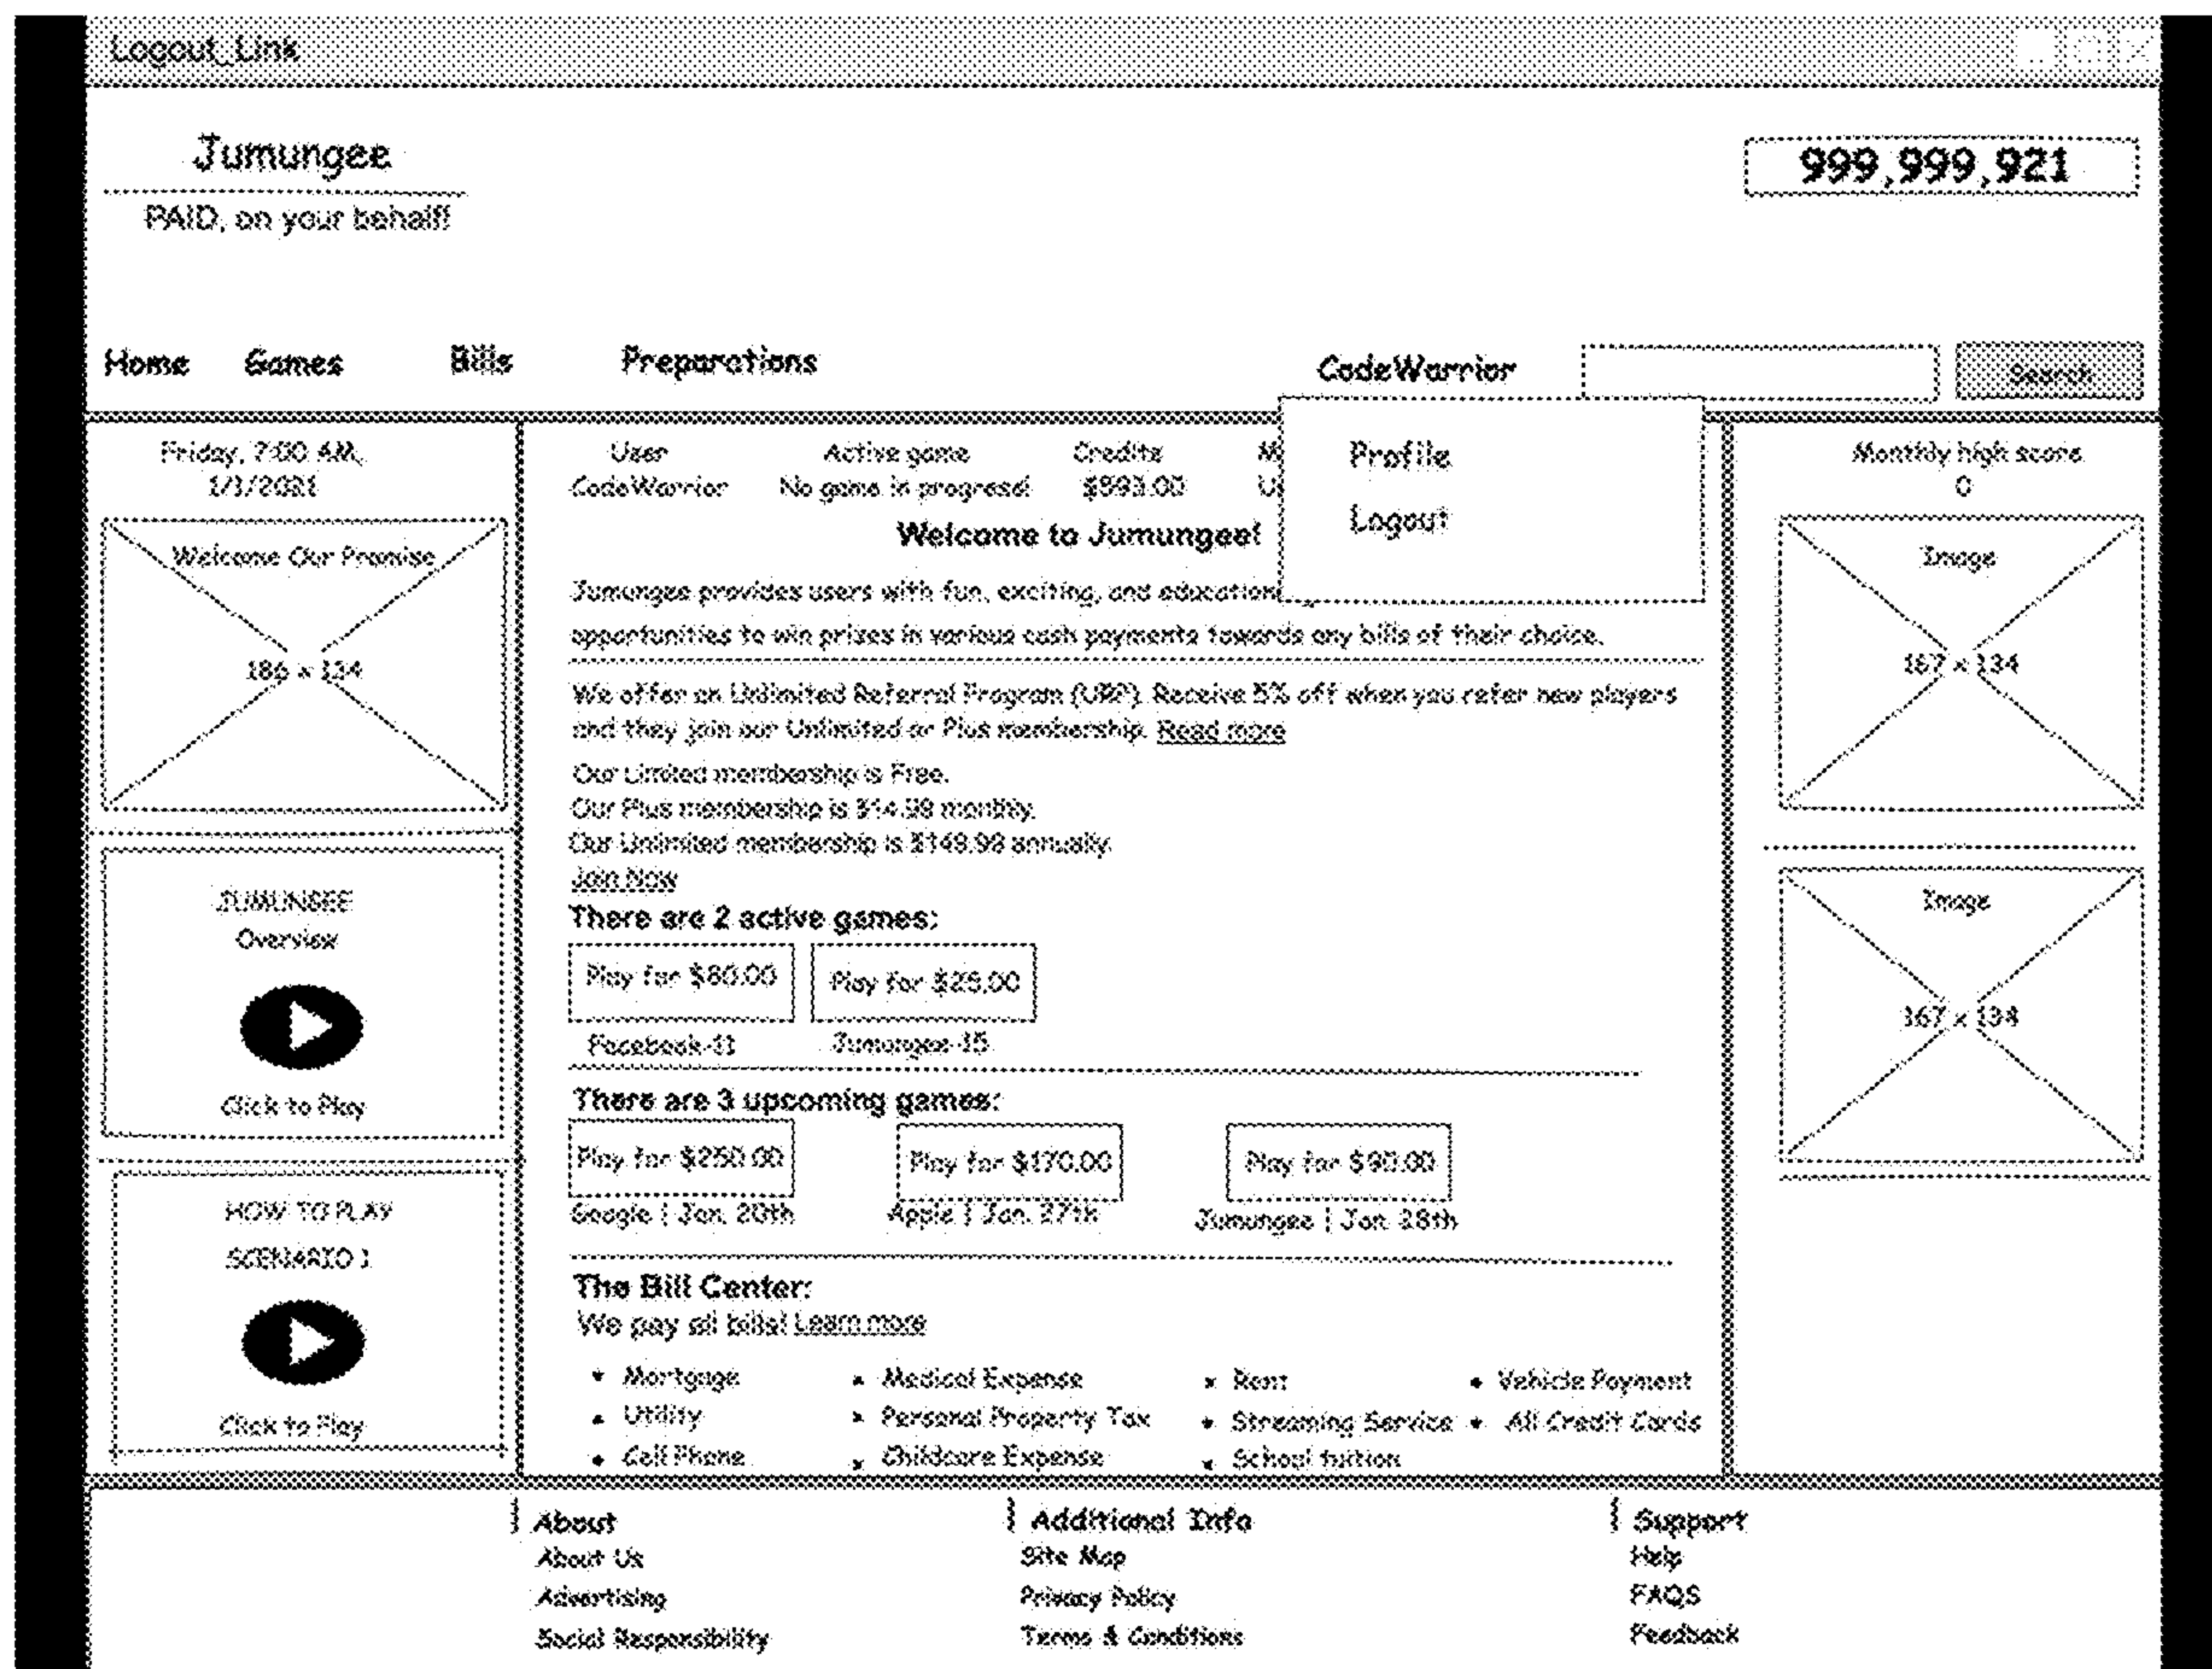 Logout_Link
Jumungee
PAID, on your behalf!
999,999,921
Home Games Bills Preparations CodeWarrior Search
Profile
Logout
Friday, 7:00 AM,
1/1/2021
Welcome Our Promise
186 x 134
JUMUNGEE
Overview
Click to Play
HOW TO PLAY
SCENARIO 1
Click to Play
User Active game Credits M
CodeWarrior No game in progress! $993.00 U
Welcome to Jumungee!
Jumungee provides users with fun, exciting, and education
opportunities to win prizes in various cash payments towards any bills of their choice.
We offer an Unlimited Referral Program (URP). Receive 5% off when you refer new players
and they join our Unlimited or Plus membership. Read more
Our Limited membership is Free.
Our Plus membership is $14.99 monthly.
Our Unlimited membership is $149.99 annually.
Join Now
There are 2 active games:
Play for $80.00 Play for $25.00
Facebook-11 Jumungee-15
There are 3 upcoming games:
Play for $250.00 Play for $170.00 Play for $90.00
Google | Jan. 20th Apple | Jan. 27th Jumungee | Jan. 28th
The Bill Center:
We pay all bills! Learn more
• Mortgage • Medical Expense • Rent • Vehicle Payment
• Utility • Personal Property Tax • Streaming Service • All Credit Cards
• Cell Phone • Childcare Expense • School tuition
Monthly high score
0
Image
167 x 134
Image
167 x 134
| About | Additional Info | Support
About Us Site Map Help
Advertising Privacy Policy FAQS
Social Responsibility Terms & Conditions Feedback